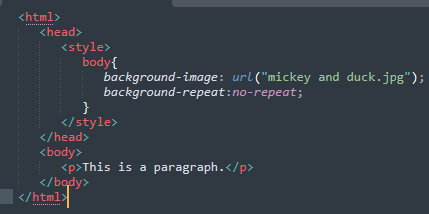 <html>
<head>
<style>
body{
background-image: url("mickey and duck.jpg");
background-repeat:no-repeat;
}
</style>
</head>
<body>
<p>This is a paragraph.</p>
</body>
</html>